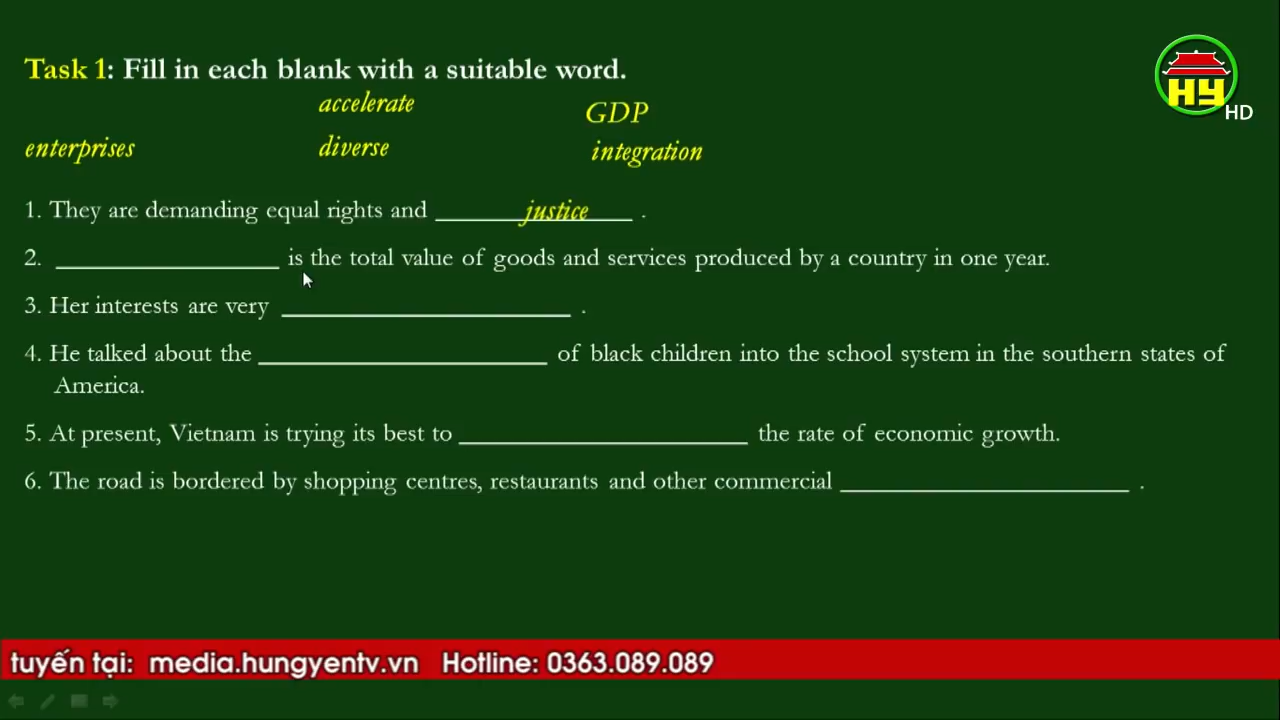 Task 1: Fill in each blank with a suitable word.
accelerate GDP
enterprises diverse integration
1. They are demanding equal rights and justice .
2. is the total value of goods and services produced by a country in one year.
3. Her interests are very .
4. He talked about the of black children into the school system in the southern states of
America.
5. At present, Vietnam is trying its best to the rate of economic growth.
6. The road is bordered by shopping centres, restaurants and other commercial .
HY
HD
tuyến tại: media.hungyentv.vn Hotline: 0363.089.089